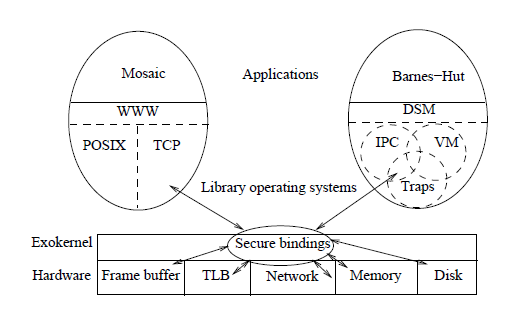 Mosaic
Applications
Barnes−Hut
WWW
DSM
POSIX
TCP
IPC
VM
Library operating systems
Traps
Exokernel
Secure bindings
Hardware
Frame buffer
TLB
Network
Memory
Disk